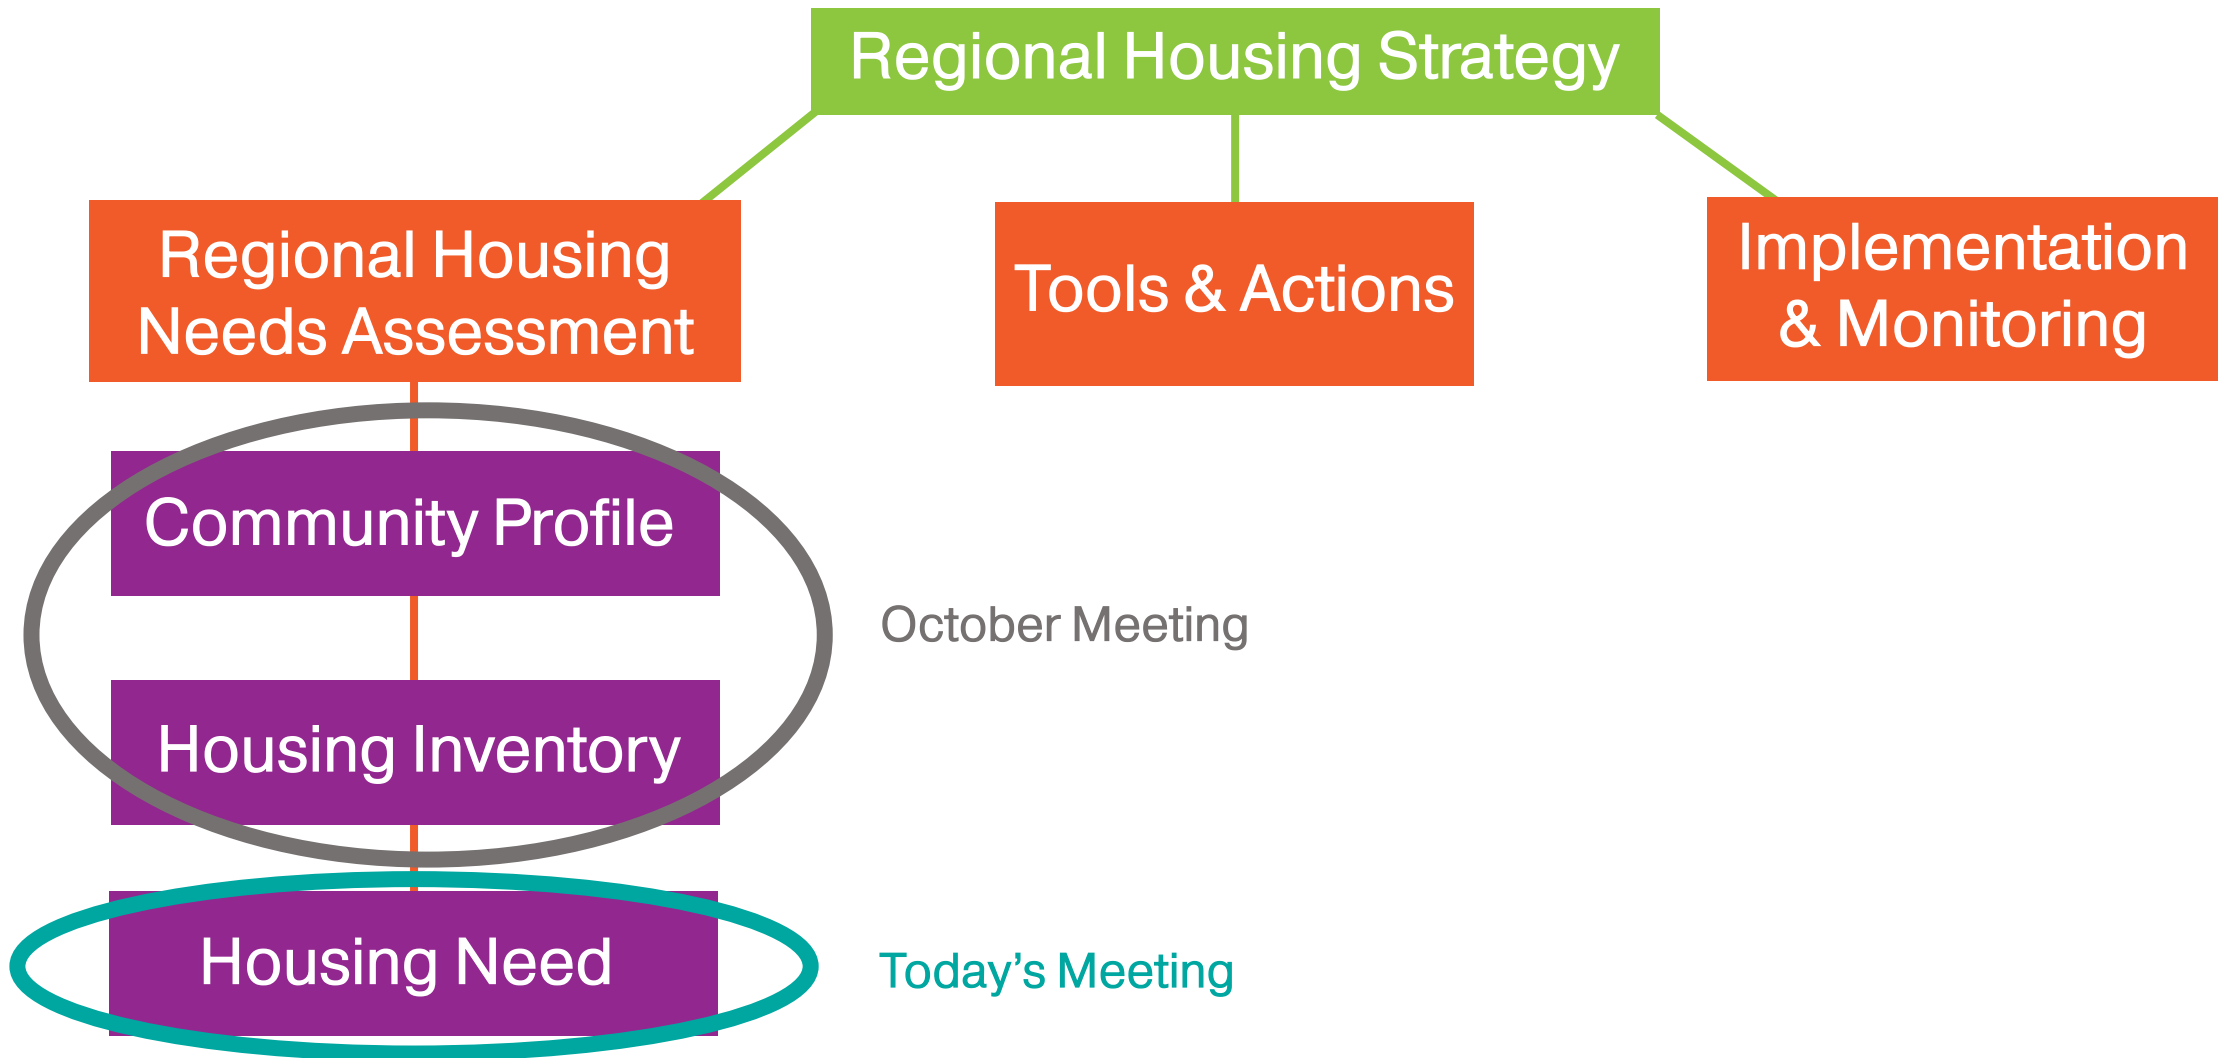 Regional Housing Strategy
Regional Housing
Needs Assessment
Tools & Actions
Implementation
& Monitoring
Community Profile
October Meeting
Housing Inventory
Housing Need
Today’s Meeting